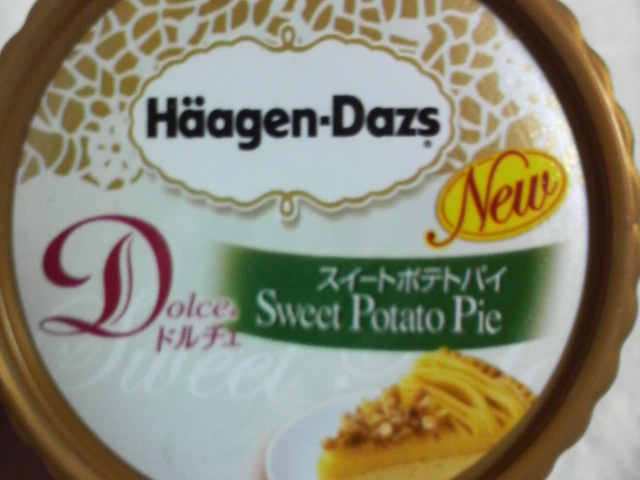 Häagen-Dazs®
New
Dolce®
ドルチェ
スイートポテトパイ
Sweet Potato Pie
Sweet